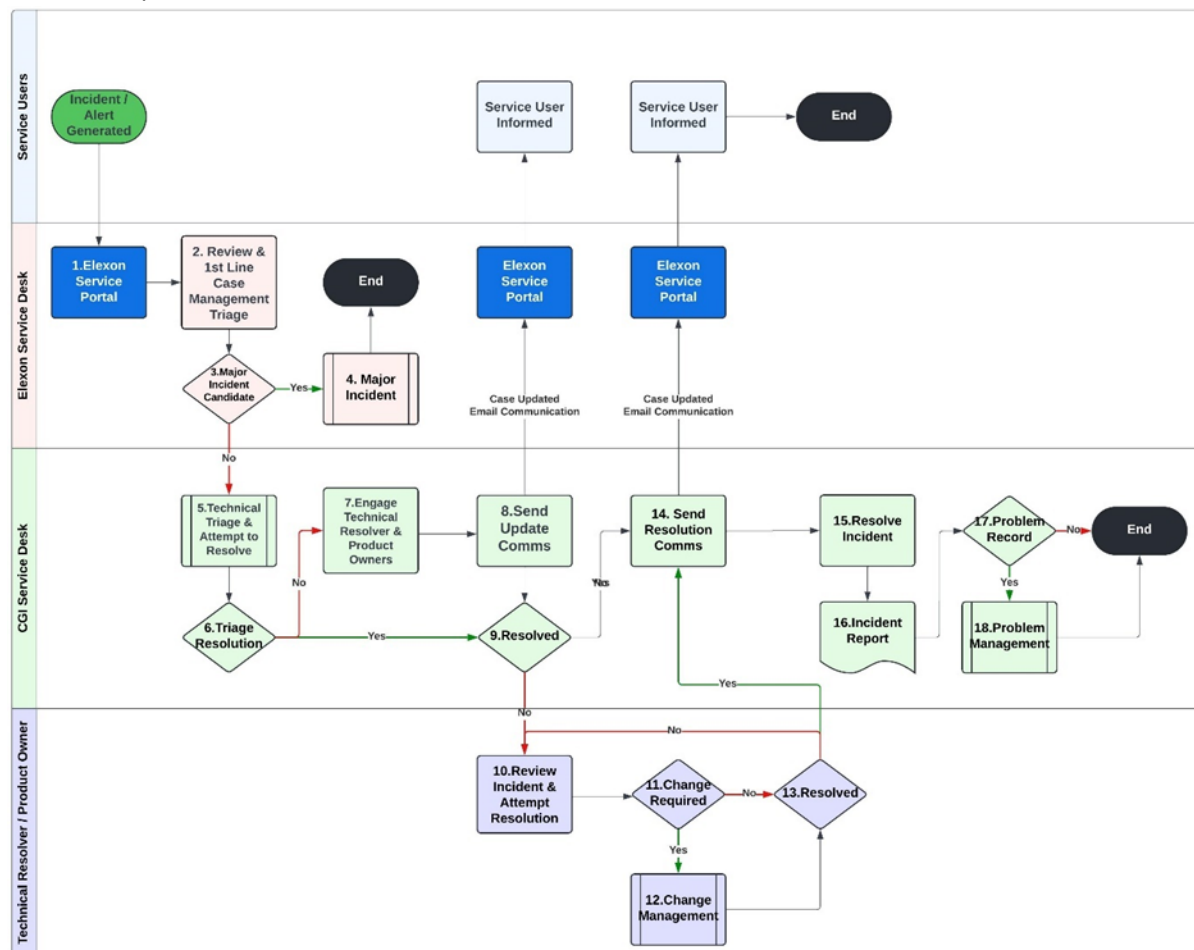 Service Users
Incident /
Alert
Generated
Service User
Informed
Service User
Informed
End
Elexon Service Desk
1.Elexon
Service
Portal
2. Review &
1st Line
Case
Management
Triage
End
Elexon
Service
Portal
Elexon
Service
Portal
3.Major
Incident
Candidate
Yes
4. Major
Incident
Case Updated
Email Communication
Case Updated
Email Communication
No
CGI Service Desk
5.Technical
Triage &
Attempt to
Resolve
7.Engage
Technical
Resolver &
Product
Owners
8.Send
Update
Comms
14. Send
Resolution
Comms
15.Resolve
Incident
17.Problem
Record
No
End
No
Yes
6.Triage
Resolution
Yes
9.Resolved
16.Incident
Report
18.Problem
Management
Yes
No
Technical Resolver / Product Owner
No
10.Review
Incident &
Attempt
Resolution
11.Change
Required
No
13.Resolved
Yes
12.Change
Management